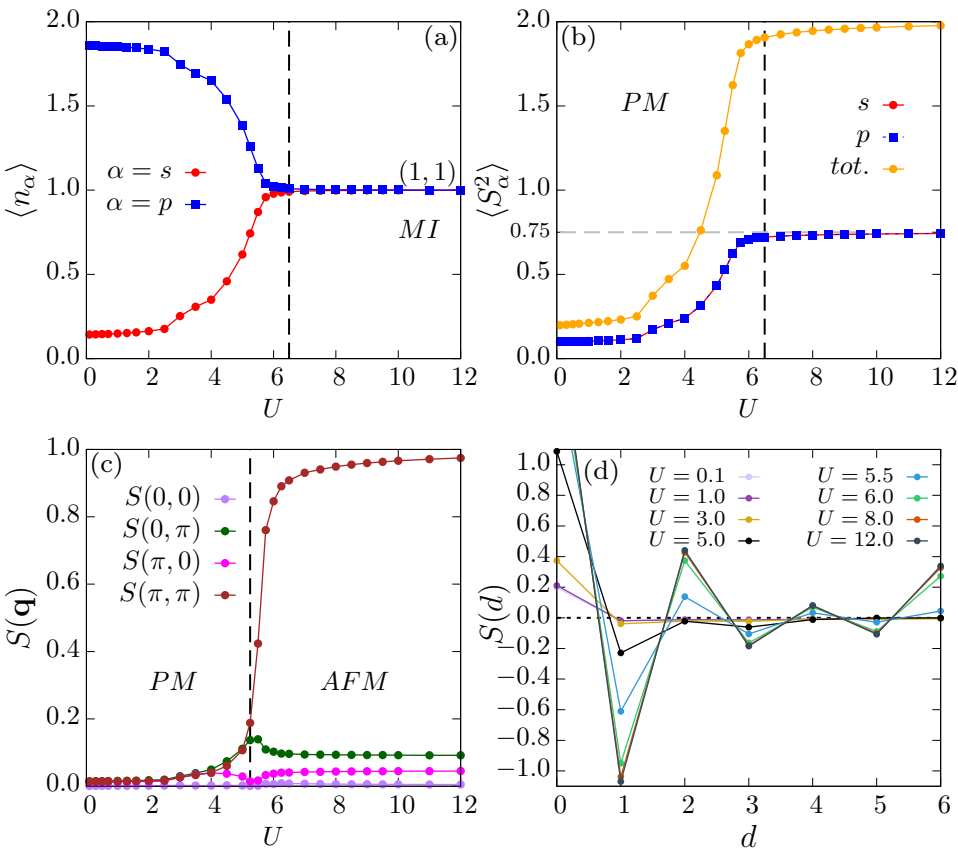 2.0
1.5
1.0
0.5
0.0
⟨n_α⟩
(a)
α = s
α = p
(1, 1)
MI
0 2 4 6 8 10 12
U
2.0
1.5
1.0
0.75
0.5
0.0
⟨S²_α⟩
(b)
PM
s
p
tot.
0 2 4 6 8 10 12
U
1.0
0.8
0.6
0.4
0.2
0.0
S(q)
(c)
S(0, 0)
S(0, π)
S(π, 0)
S(π, π)
PM
AFM
0 2 4 6 8 10 12
U
1.0
0.8
0.6
0.4
0.2
0.0
−0.2
−0.4
−0.6
−0.8
−1.0
S(d)
(d)
U = 0.1
U = 1.0
U = 3.0
U = 5.0
U = 5.5
U = 6.0
U = 8.0
U = 12.0
0 1 2 3 4 5 6
d